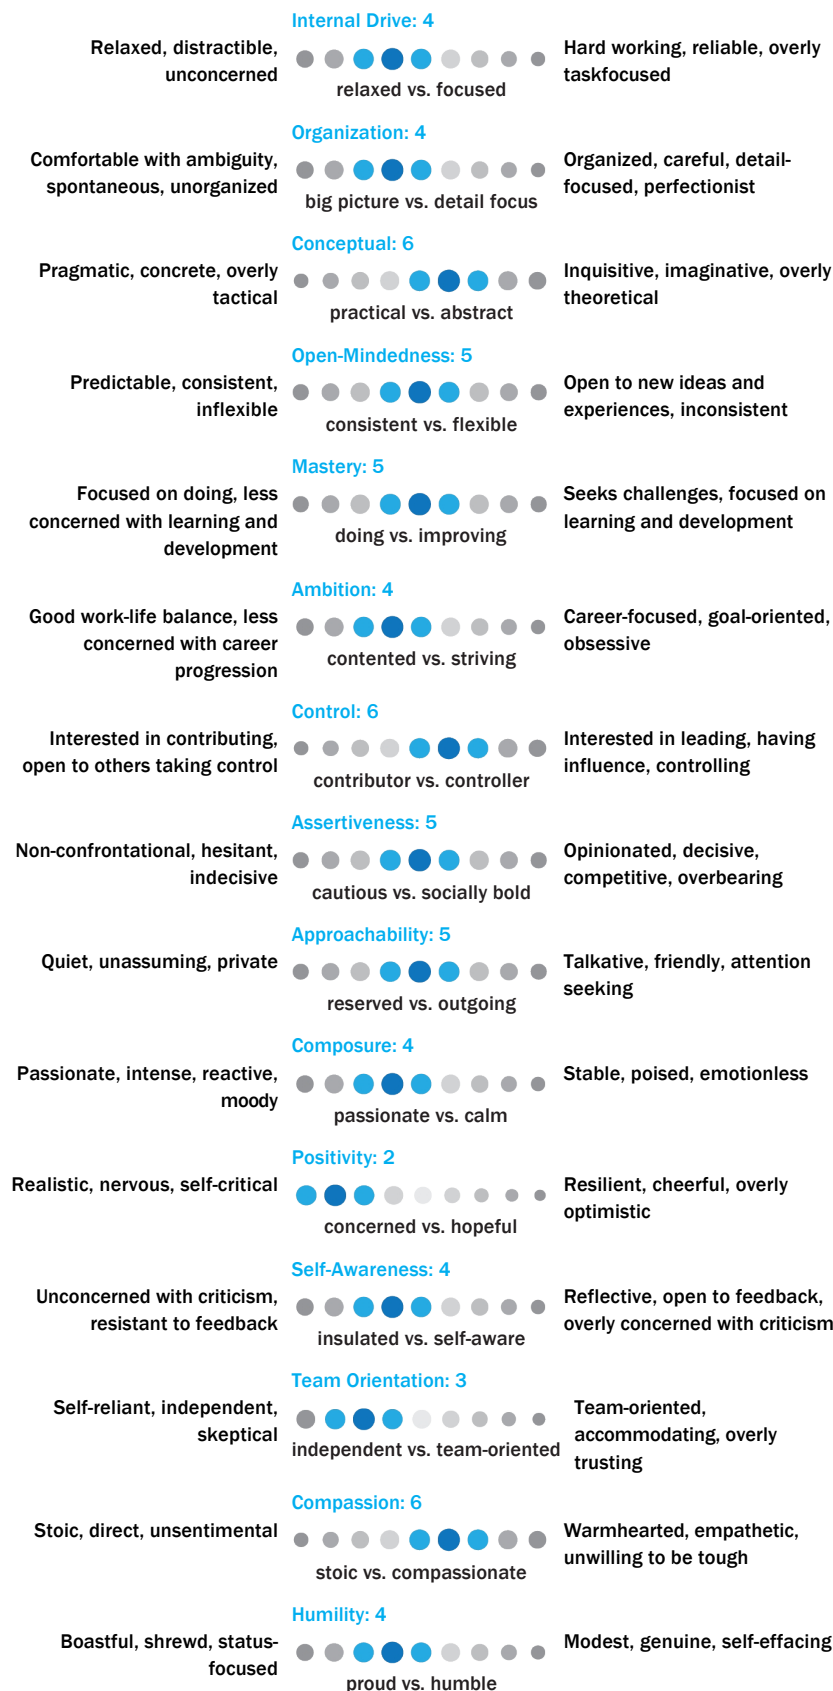 Internal Drive: 4
Relaxed, distractible,
unconcerned
relaxed vs. focused
Hard working, reliable, overly
taskfocused
Organization: 4
Comfortable with ambiguity,
spontaneous, unorganized
big picture vs. detail focus
Organized, careful, detail-
focused, perfectionist
Conceptual: 6
Pragmatic, concrete, overly
tactical
practical vs. abstract
Inquisitive, imaginative, overly
theoretical
Open-Mindedness: 5
Predictable, consistent,
inflexible
consistent vs. flexible
Open to new ideas and
experiences, inconsistent
Mastery: 5
Focused on doing, less
concerned with learning and
development
doing vs. improving
Seeks challenges, focused on
learning and development
Ambition: 4
Good work-life balance, less
concerned with career
progression
contented vs. striving
Career-focused, goal-oriented,
obsessive
Control: 6
Interested in contributing,
open to others taking control
contributor vs. controller
Interested in leading, having
influence, controlling
Assertiveness: 5
Non-confrontational, hesitant,
indecisive
cautious vs. socially bold
Opinionated, decisive,
competitive, overbearing
Approachability: 5
Quiet, unassuming, private
reserved vs. outgoing
Talkative, friendly, attention
seeking
Composure: 4
Passionate, intense, reactive,
moody
passionate vs. calm
Stable, poised, emotionless
Positivity: 2
Realistic, nervous, self-critical
concerned vs. hopeful
Resilient, cheerful, overly
optimistic
Self-Awareness: 4
Unconcerned with criticism,
resistant to feedback
insulated vs. self-aware
Reflective, open to feedback,
overly concerned with criticism
Team Orientation: 3
Self-reliant, independent,
skeptical
independent vs. team-oriented
Team-oriented,
accommodating, overly
trusting
Compassion: 6
Stoic, direct, unsentimental
stoic vs. compassionate
Warmhearted, empathetic,
unwilling to be tough
Humility: 4
Boastful, shrewd, status-
focused
proud vs. humble
Modest, genuine, self-effacing